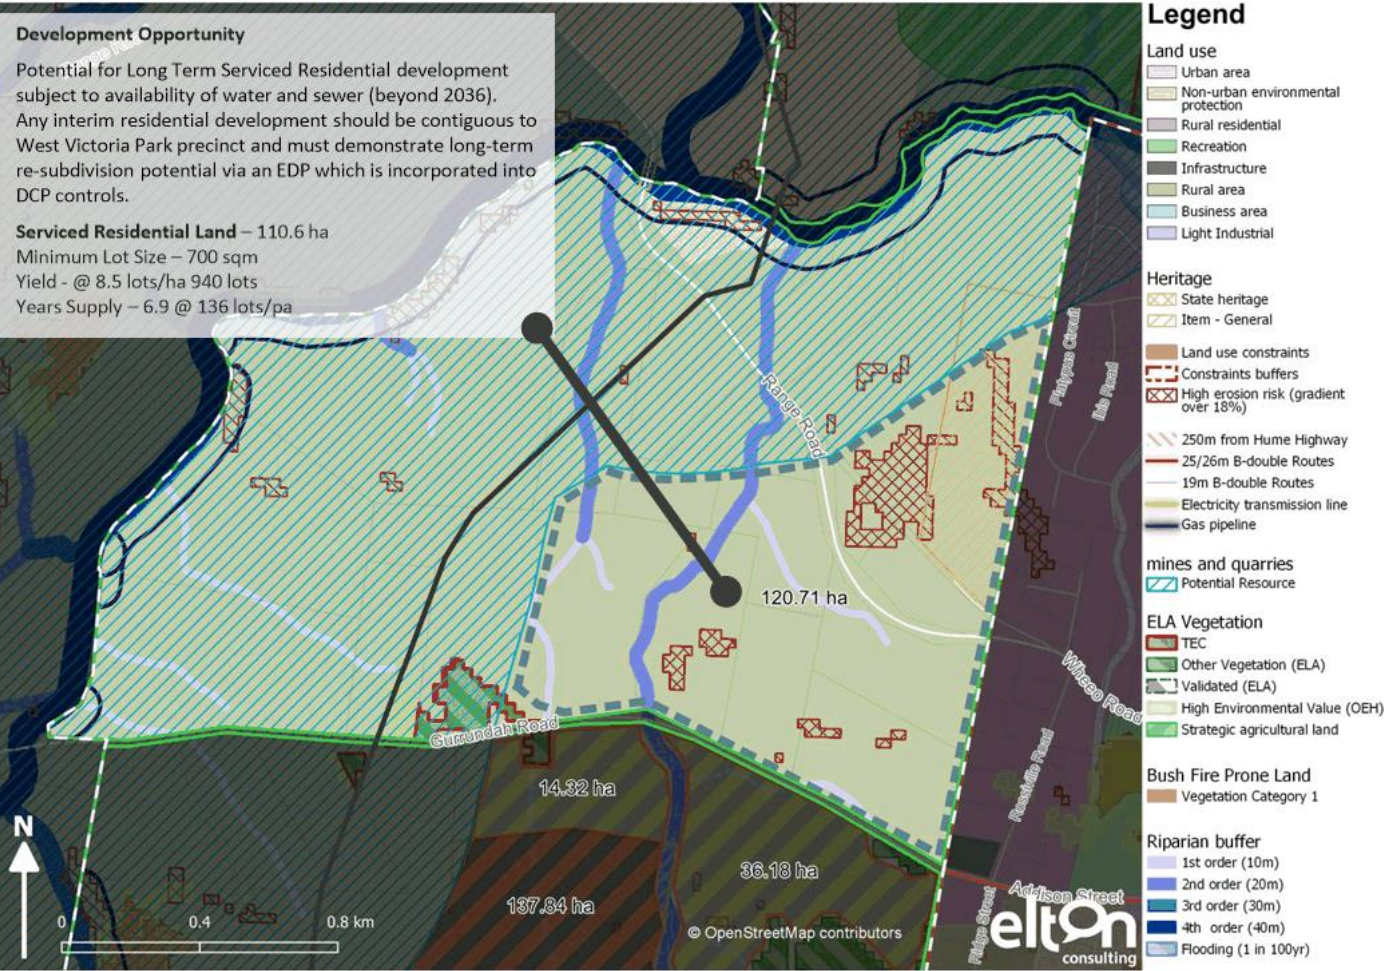 Development Opportunity
Potential for Long Term Serviced Residential development
subject to availability of water and sewer (beyond 2036).
Any interim residential development should be contiguous to
West Victoria Park precinct and must demonstrate long-term
re-subdivision potential via an EDP which is incorporated into
DCP controls.
Serviced Residential Land – 110.6 ha
Minimum Lot Size – 700 sqm
Yield - @ 8.5 lots/ha 940 lots
Years Supply – 6.9 @ 136 lots/pa
Range Road
Platypus Circuit
Ibis Road
120.71 ha
Wheeo Road
Gurrundah Road
14.32 ha
Rossiville Road
36.18 ha
137.84 ha
Addison Street
Ridge Street
N
0 0.4 0.8 km
© OpenStreetMap contributors
elton
consulting
Legend
Land use
Urban area
Non-urban environmental
protection
Rural residential
Recreation
Infrastructure
Rural area
Business area
Light Industrial
Heritage
State heritage
Item - General
Land use constraints
Constraints buffers
High erosion risk (gradient
over 18%)
250m from Hume Highway
25/26m B-double Routes
19m B-double Routes
Electricity transmission line
Gas pipeline
mines and quarries
Potential Resource
ELA Vegetation
TEC
Other Vegetation (ELA)
Validated (ELA)
High Environmental Value (OEH)
Strategic agricultural land
Bush Fire Prone Land
Vegetation Category 1
Riparian buffer
1st order (10m)
2nd order (20m)
3rd order (30m)
4th order (40m)
Flooding (1 in 100yr)